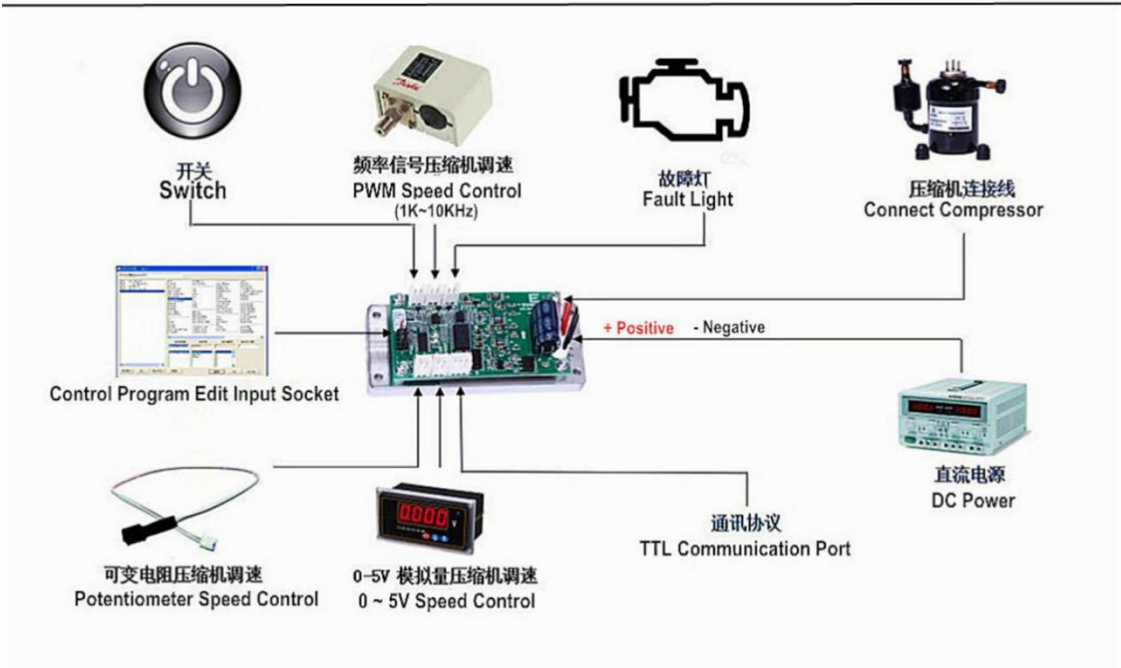 开关
Switch
频率信号压缩机调速
PWM Speed Control
(1K~10KHz)
故障灯
Fault Light
压缩机连接线
Connect Compressor
+ Positive - Negative
Control Program Edit Input Socket
直流电源
DC Power
可变电阻压缩机调速
Potentiometer Speed Control
0.000
V
0-5V 模拟量压缩机调速
0 ~ 5V Speed Control
通讯协议
TTL Communication Port